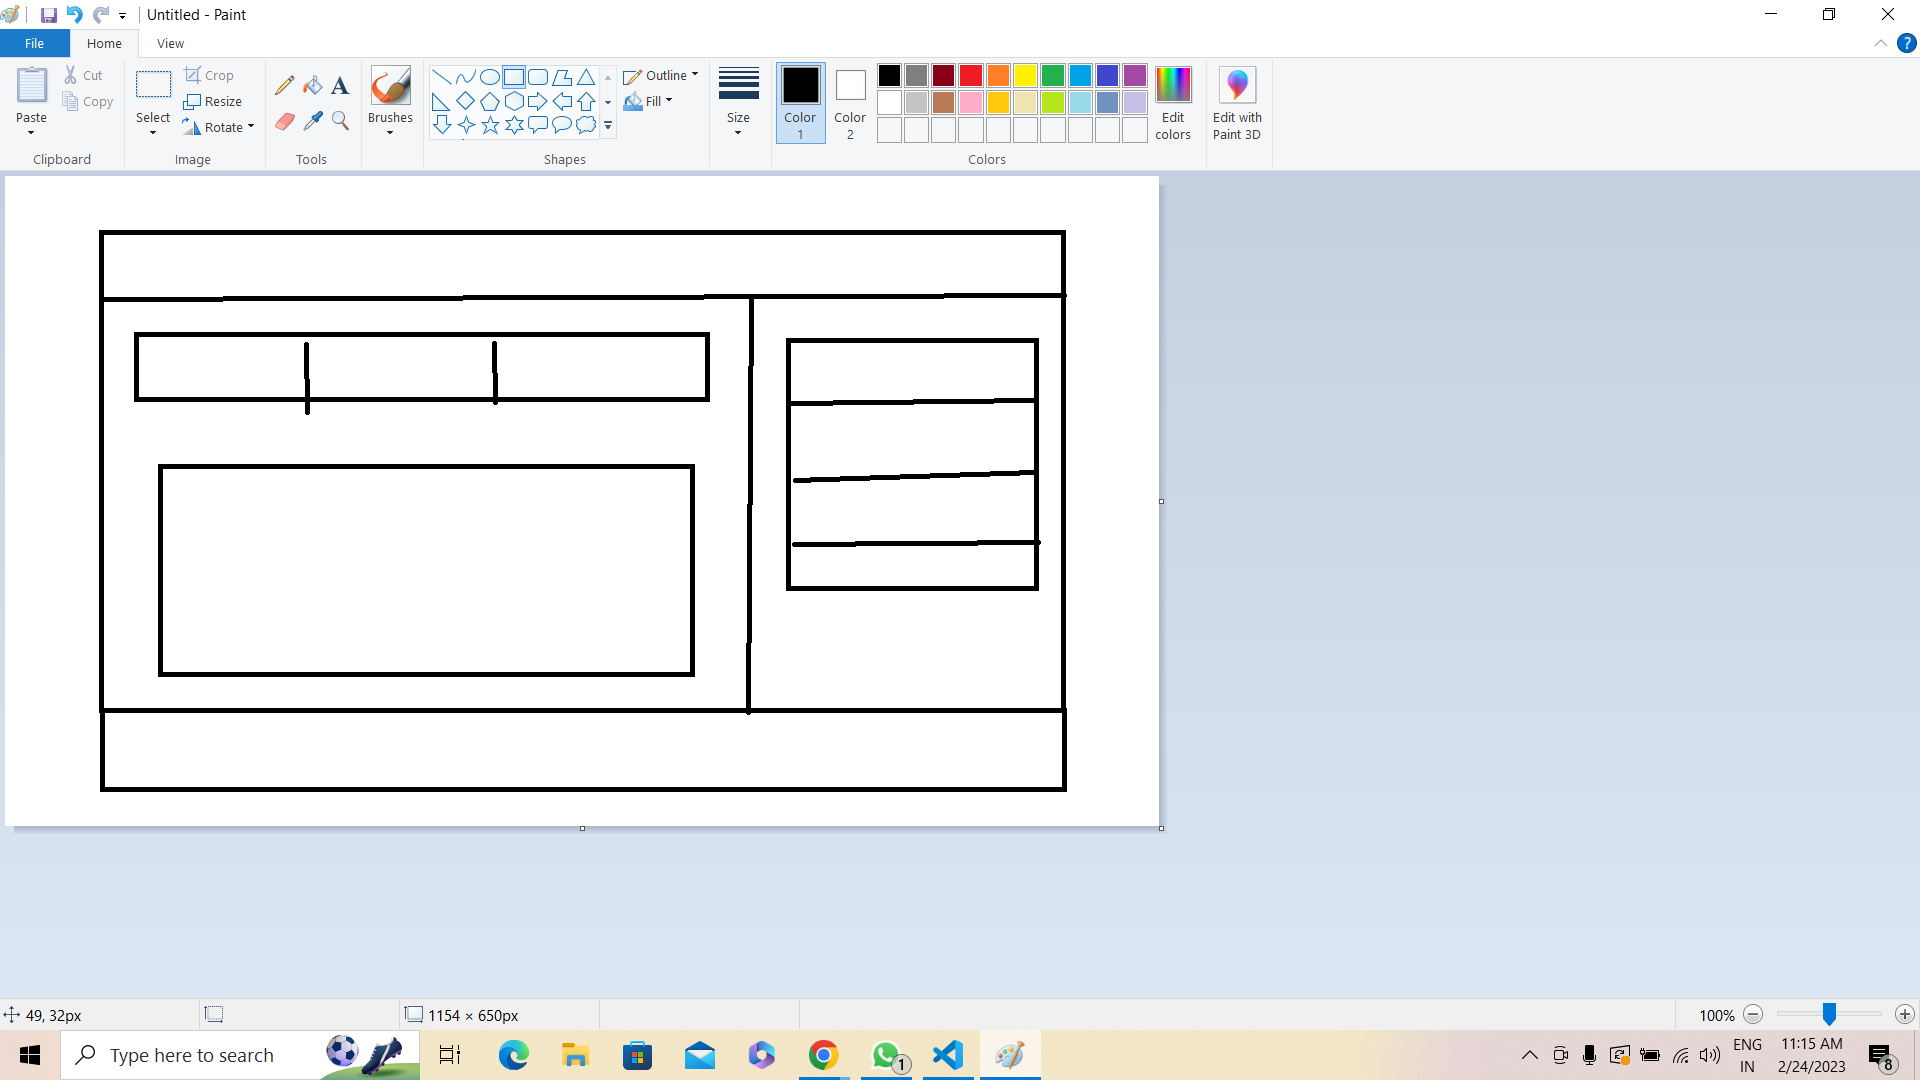 Untitled - Paint
File Home View
Paste
Cut
Copy
Clipboard
Select
Crop
Resize
Rotate
Image
A
Tools
Brushes
Outline
Fill
Shapes
Size
Color
1
Color
2
Edit
colors
Colors
Edit with
Paint 3D
?
49, 32px
1154 × 650px
100%
Type here to search
1
ENG
IN
11:15 AM
2/24/2023
8